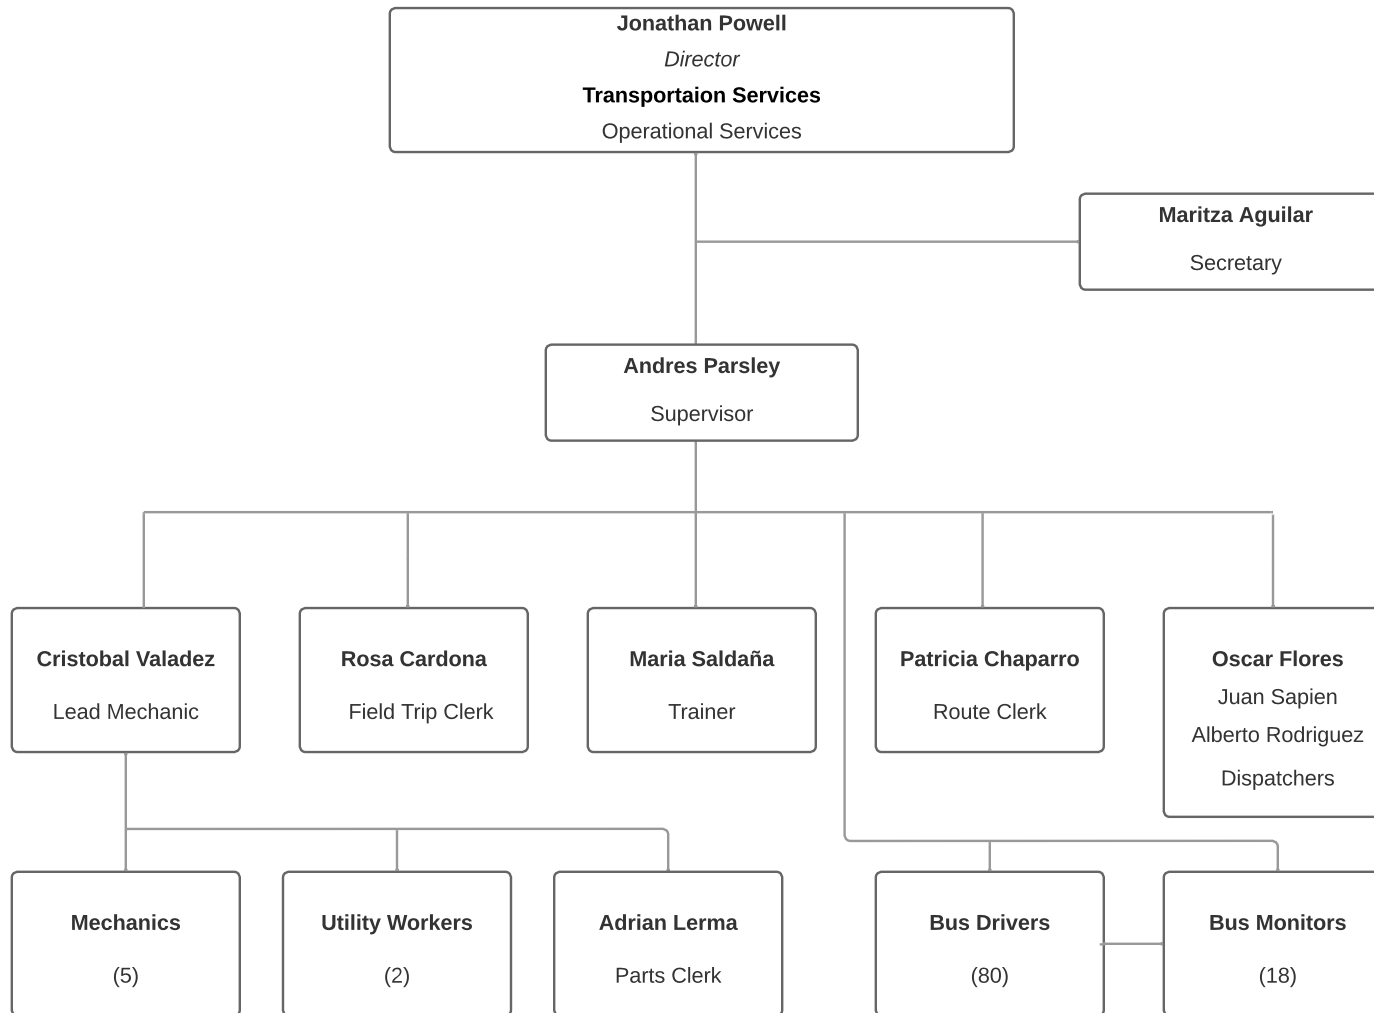 Jonathan Powell
Director
Transportaion Services
Operational Services
Maritza Aguilar
Secretary
Andres Parsley
Supervisor
Cristobal Valadez
Lead Mechanic
Rosa Cardona
Field Trip Clerk
Maria Saldaña
Trainer
Patricia Chaparro
Route Clerk
Oscar Flores
Juan Sapien
Alberto Rodriguez
Dispatchers
Mechanics
(5)
Utility Workers
(2)
Adrian Lerma
Parts Clerk
Bus Drivers
(80)
Bus Monitors
(18)